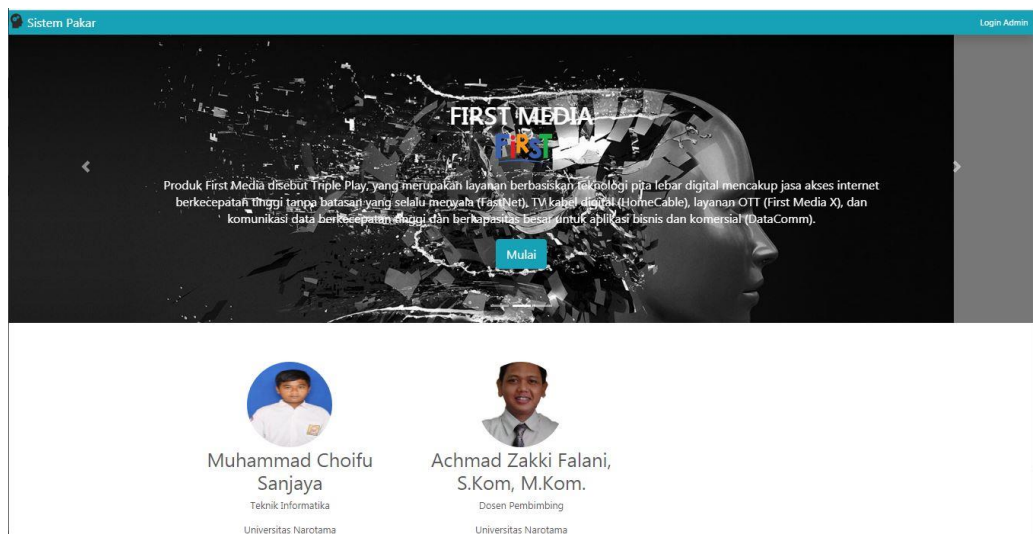 Sistem Pakar
Login Admin
FIRST MEDIA
FiRST
Produk First Media disebut Triple Play, yang merupakan layanan berbasiskan teknologi pita lebar digital mencakup jasa akses internet
berkecepatan tinggi tanpa batasan yang selalu menyala (FastNet), TV kabel digital (HomeCable), layanan OTT (First Media X), dan
komunikasi data berkecepatan tinggi dan berkapasitas besar untuk aplikasi bisnis dan komersial (DataComm).
Mulai
Muhammad Choifu
Sanjaya
Teknik Informatika
Universitas Narotama
Achmad Zakki Falani,
S.Kom, M.Kom.
Dosen Pembimbing
Universitas Narotama